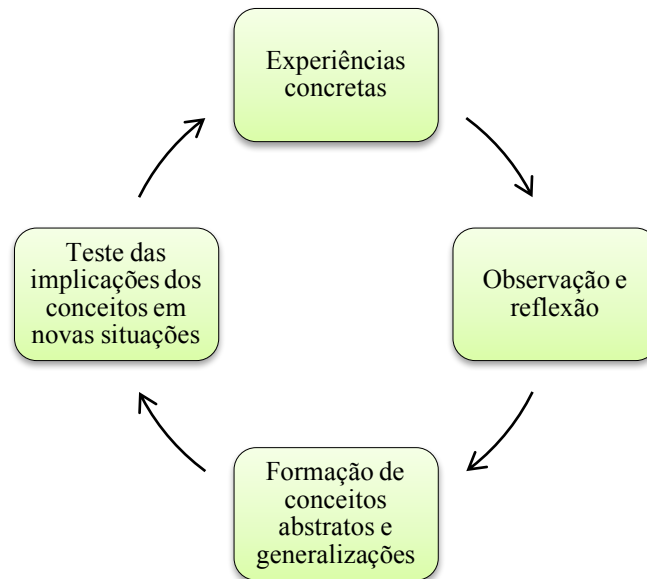 Experiências
concretas
Observação e
reflexão
Formação de
conceitos
abstratos e
generalizações
Teste das
implicações dos
conceitos em
novas situações